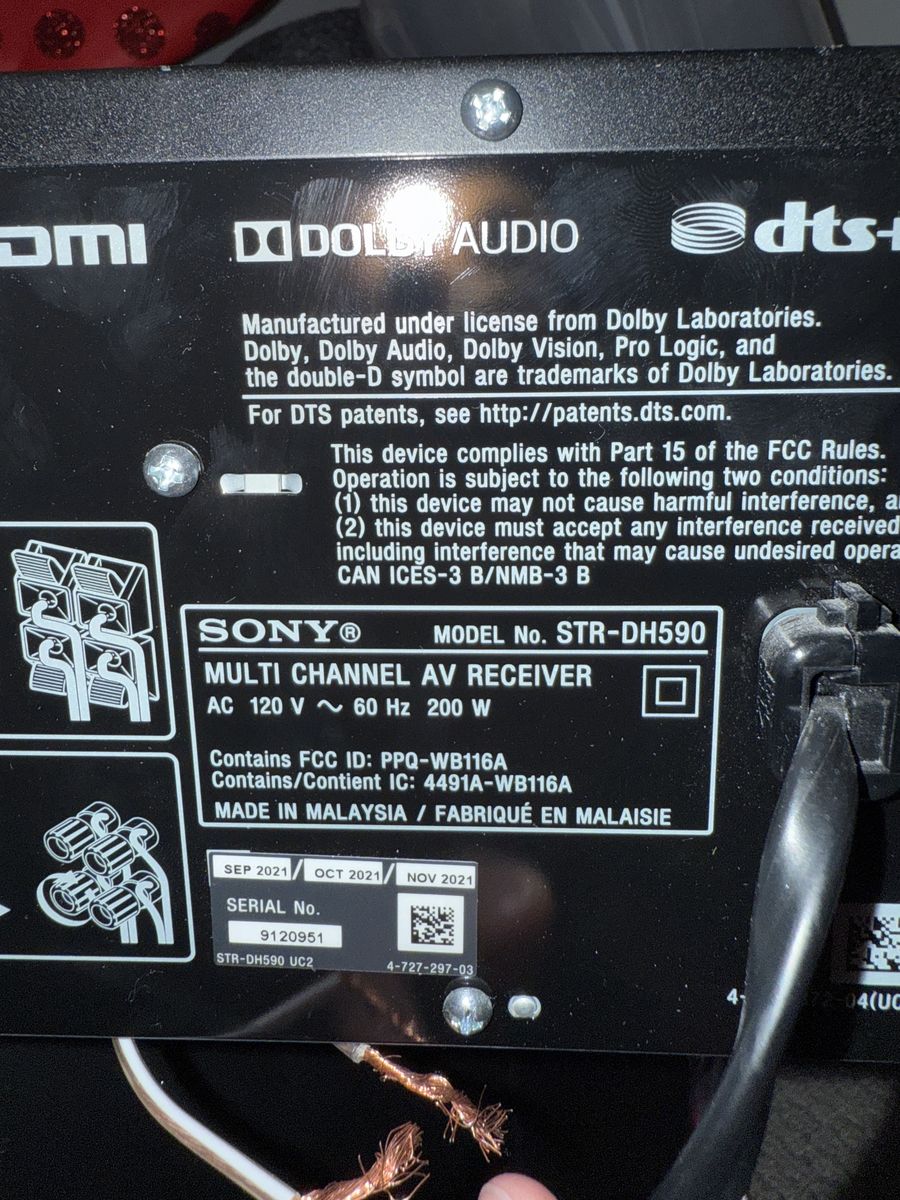 DOLBY AUDIO
dts
Manufactured under license from Dolby Laboratories.
Dolby, Dolby Audio, Dolby Vision, Pro Logic, and
the double-D symbol are trademarks of Dolby Laboratories.
For DTS patents, see http://patents.dts.com.
This device complies with Part 15 of the FCC Rules.
Operation is subject to the following two conditions:
(1) this device may not cause harmful interference,
(2) this device must accept any interference received
including interference that may cause undesired
CAN ICES-3 B/NMB-3 B
SONY® MODEL No. STR-DH590
MULTI CHANNEL AV RECEIVER
AC 120 V ~ 60 Hz 200 W
Contains FCC ID: PPQ-WB116A
Contains/Contient IC: 4491A-WB116A
MADE IN MALAYSIA / FABRIQUÉ EN MALAISIE
SEP 2021/OCT 2021/NOV 2021
SERIAL No.
9120951
STR-DH590 UC2 4-727-297-03